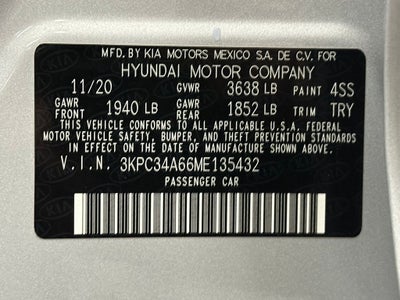 MFD.BY KIA MOTORS MEXICO S.A. DE C.V. FOR
HYUNDAI MOTOR COMPANY
11/20 GVWR 3638 LB PAINT 4SS
GAWR FRONT 1940 LB GAWR REAR 1852 LB TRIM TRY
THIS VEHICLE CONFORMS TO ALL APPLICABLE U.S.A. FEDERAL
MOTOR VEHICLE SAFETY, BUMPER, AND THEFT PREVENTION STANDARDS
IN EFFECT ON THE DATE OF MANUFACTURE SHOWN ABOVE.
V.I.N. 3KPC34A66ME135432
PASSENGER CAR